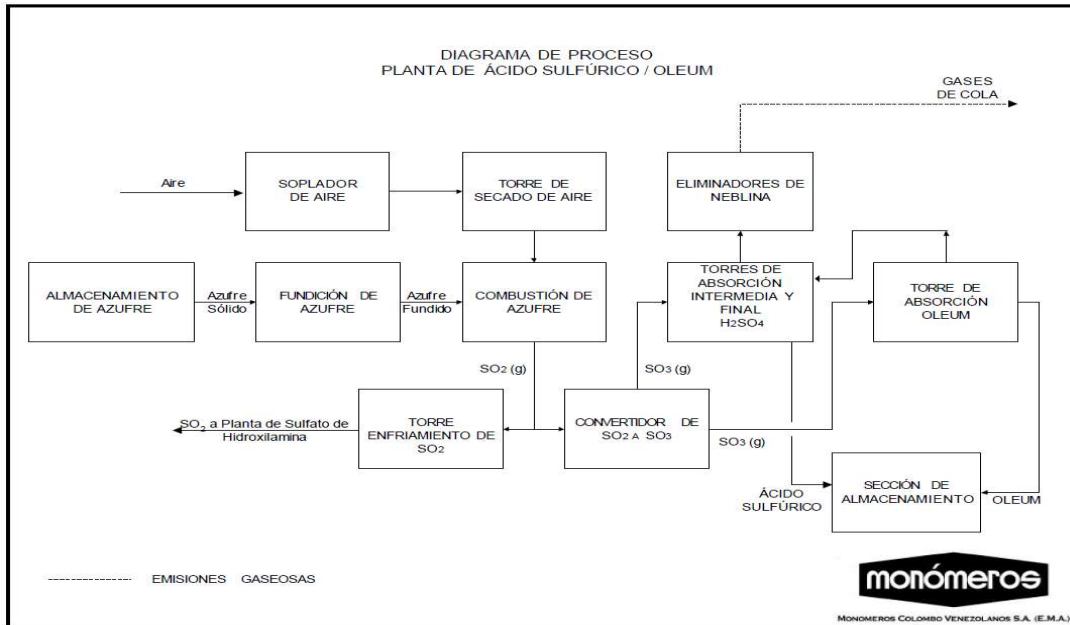 DIAGRAMA DE PROCESO
PLANTA DE ÁCIDO SULFÚRICO / OLEUM
GASES
DE COLA
Aire
SOPLADOR
DE AIRE
TORRE DE
SECADO DE AIRE
ELIMINADORES DE
NEBLINA
ALMACENAMIENTO
DE AZUFRE
Azufre
Sólido
FUNDICIÓN DE
AZUFRE
Azufre
Fundido
COMBUSTIÓN DE
AZUFRE
TORRES DE
ABSORCIÓN
INTERMEDIA Y
FINAL
H2SO4
TORRE DE
ABSORCIÓN
OLEUM
SO2 (g)
SO3 (g)
SO2 a Planta de Sulfato de
Hidroxilamina
TORRE
ENFRIAMIENTO DE
SO2
CONVERTIDOR DE
SO2 A SO3
SO3 (g)
ÁCIDO
SULFÚRICO
SECCIÓN DE
ALMACENAMIENTO
OLEUM
EMISIONES GASEOSAS
monómeros
MONOMEROS COLOMBO VENEZOLANOS S.A. (E.M.A.)